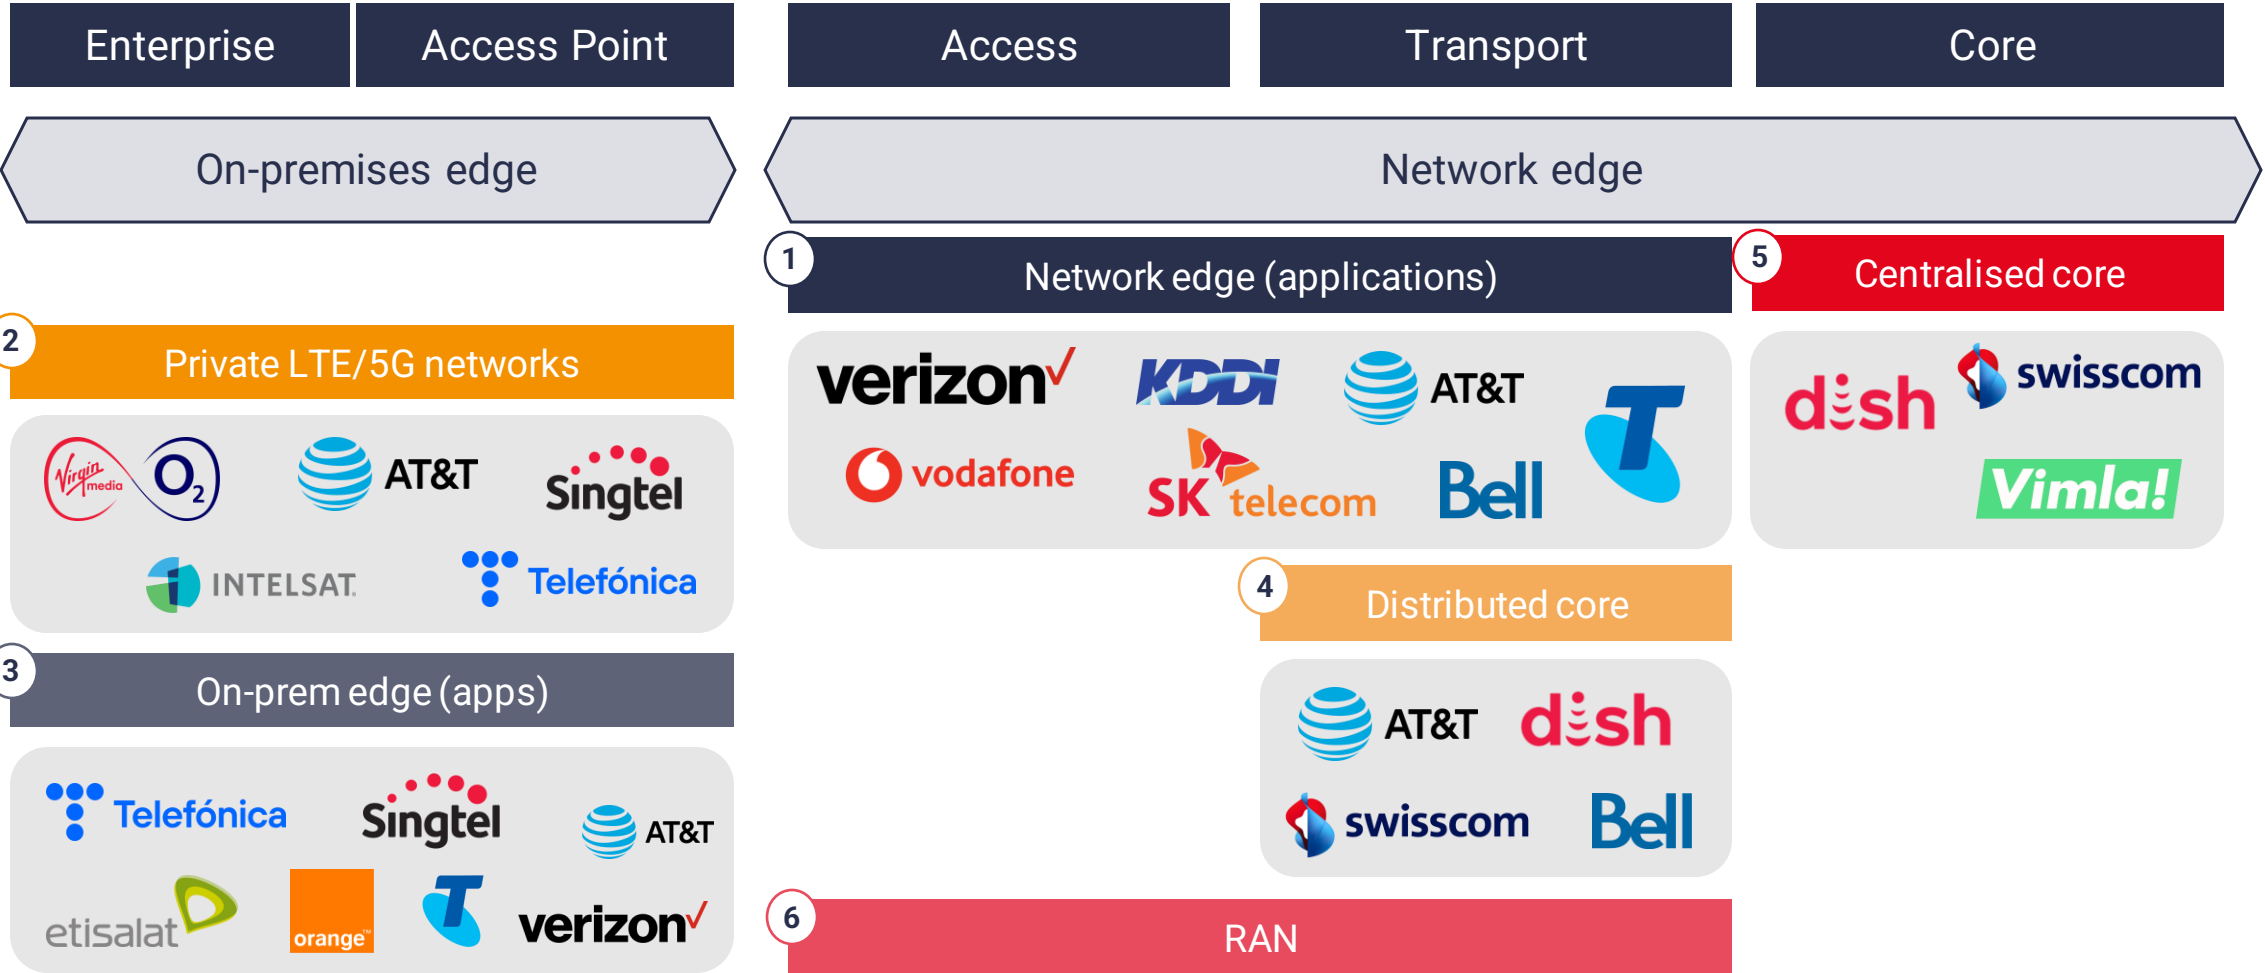 Enterprise
Access Point
Access
Transport
Core
On-premises edge
Network edge
1
Network edge (applications)
verizon
KDDI
AT&T
T
vodafone
SK telecom
Bell
5
Centralised core
dish
swisscom
Vimla!
2
Private LTE/5G networks
Virgin media
O2
AT&T
Singtel
INTELSAT.
Telefónica
3
On-prem edge (apps)
Telefónica
Singtel
AT&T
etisalat
orange™
T
verizon
4
Distributed core
AT&T
dish
swisscom
Bell
6
RAN